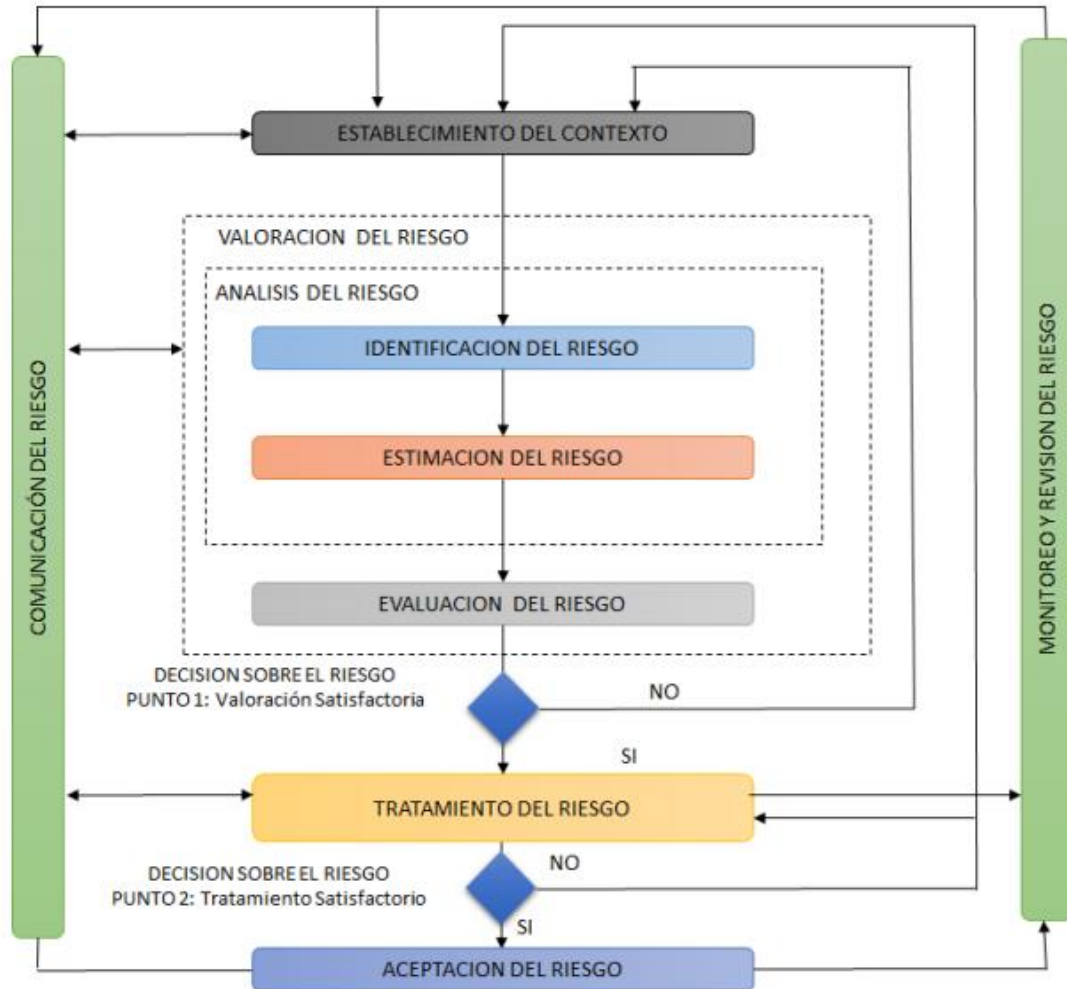 ESTABLECIMIENTO DEL CONTEXTO
VALORACION DEL RIESGO
ANALISIS DEL RIESGO
IDENTIFICACION DEL RIESGO
ESTIMACION DEL RIESGO
EVALUACION DEL RIESGO
COMUNICACIÓN DEL RIESGO
MONITOREO Y REVISION DEL RIESGO
DECISION SOBRE EL RIESGO
PUNTO 1: Valoración Satisfactoria
NO
SI
TRATAMIENTO DEL RIESGO
DECISION SOBRE EL RIESGO
PUNTO 2: Tratamiento Satisfactorio
NO
SI
ACEPTACION DEL RIESGO